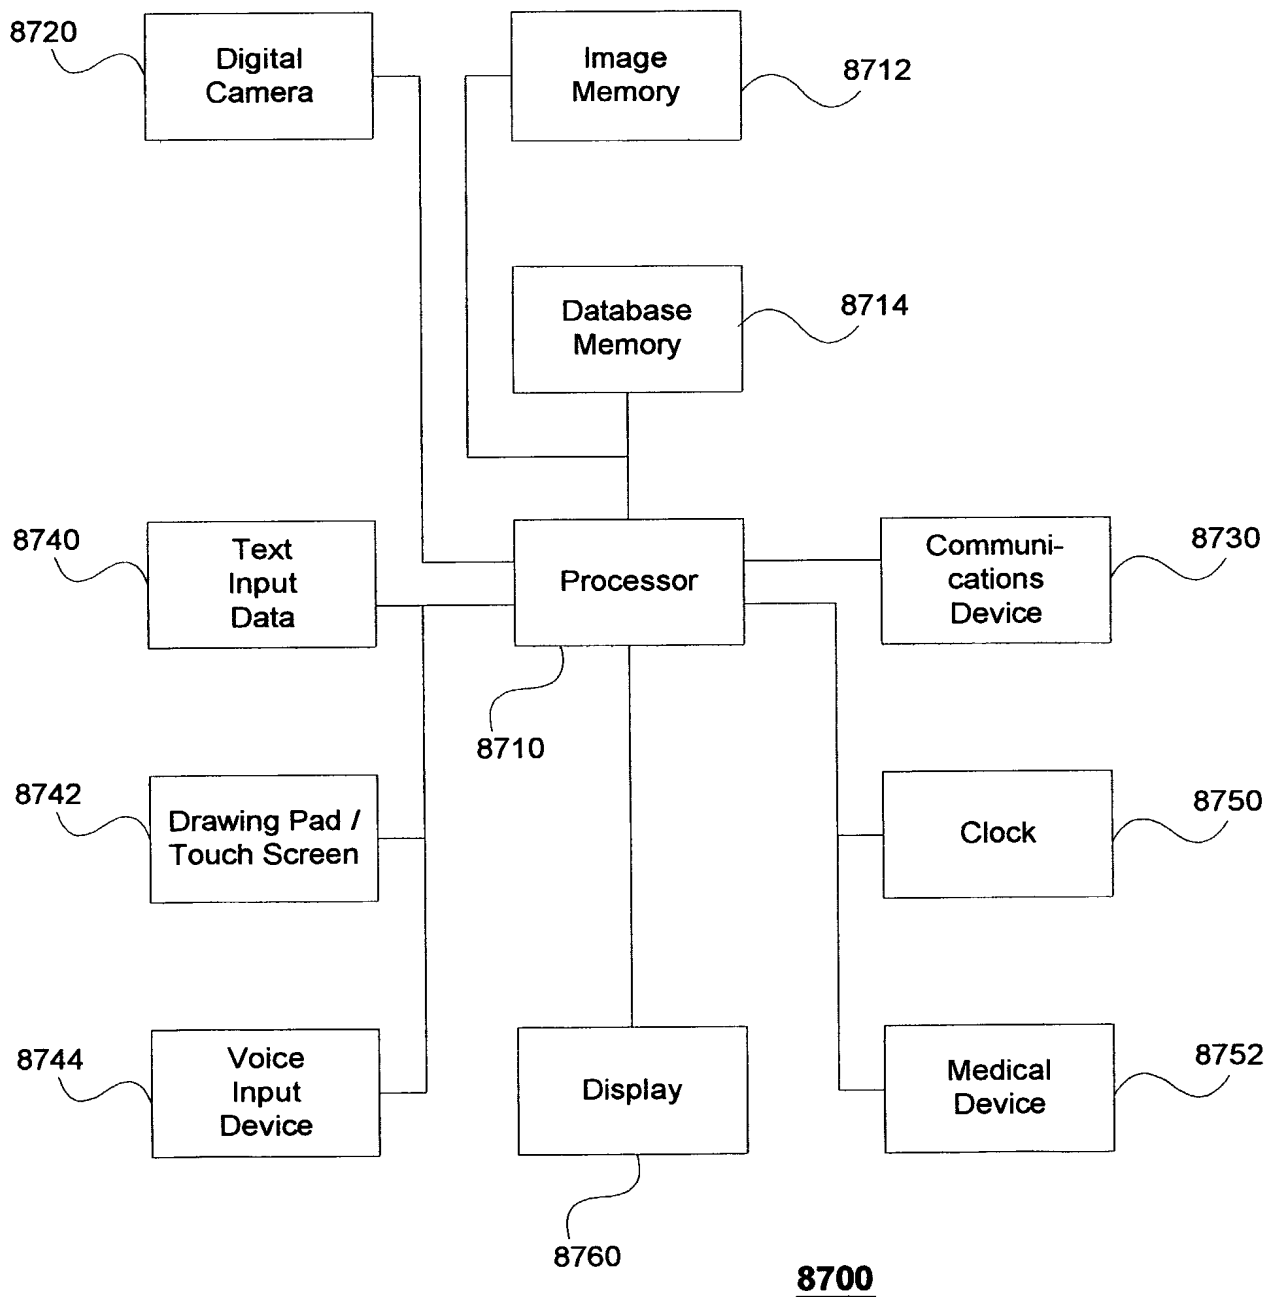 8720
Digital
Camera
Image
Memory
8712
Database
Memory
8714
8740
Text
Input
Data
Processor
8710
Communi-
cations
Device
8730
8742
Drawing Pad /
Touch Screen
Clock
8750
8744
Voice
Input
Device
Display
8760
Medical
Device
8752
8700